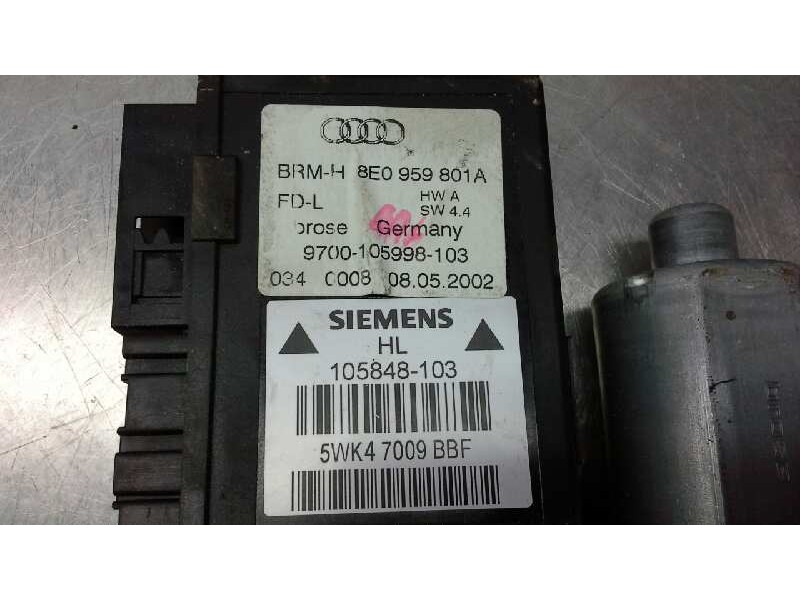 BRM-H 8E0 959 801A
FD-L HW A
SW 4.4
brose Germany
9700-105998-103
034 0008 08.05.2002
SIEMENS
HL
105848-103
5WK4 7009 BBF